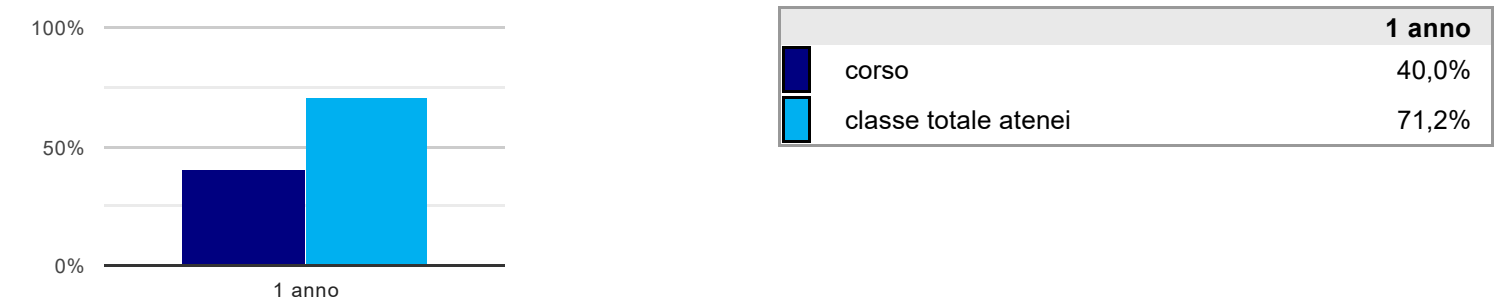 100%
50%
0%
1 anno
1 anno
corso 40,0%
classe totale atenei 71,2%